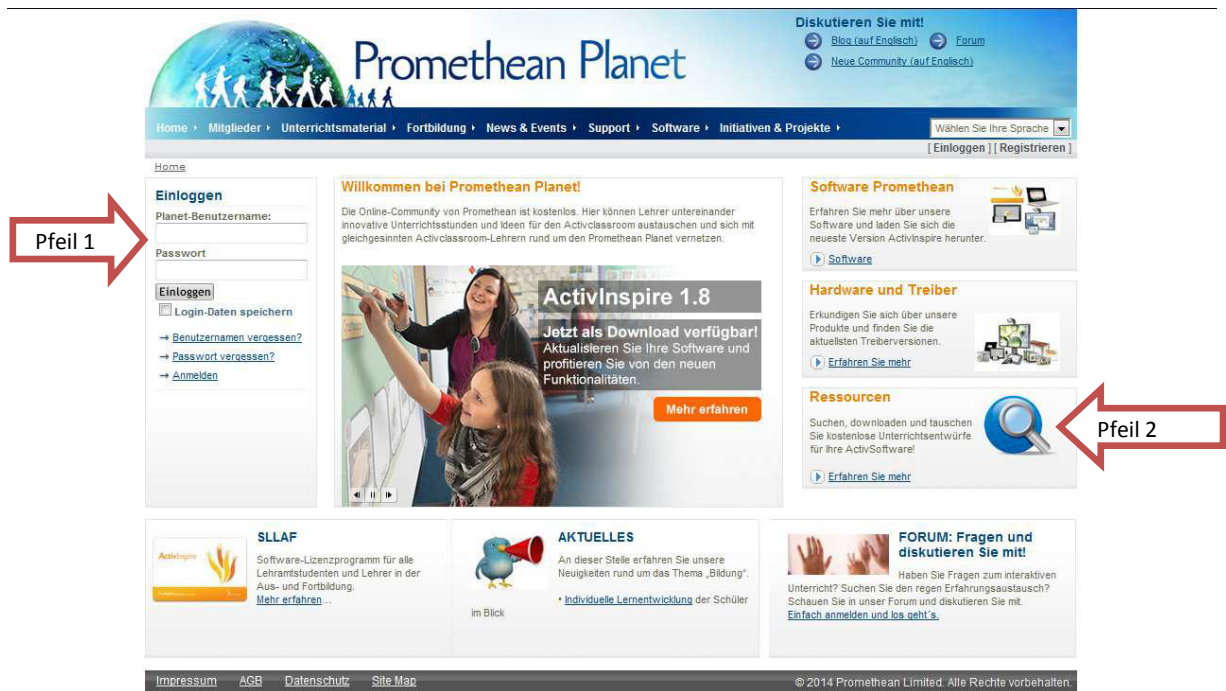 Promethean Planet
Diskutieren Sie mit!
Blog (auf Englisch)
Forum
Neue Community (auf Englisch)
Home
Mitglieder
Unterrichtsmaterial
Fortbildung
News & Events
Support
Software
Initiativen & Projekte
Wählen Sie Ihre Sprache
[ Einloggen ] [ Registrieren ]
Home
Pfeil 1
Einloggen
Planet-Benutzername:
Passwort
Einloggen
Login-Daten speichern
→ Benutzernamen vergessen?
→ Passwort vergessen?
→ Anmelden
Willkommen bei Promethean Planet!
Die Online-Community von Promethean ist kostenlos. Hier können Lehrer untereinander
innovative Unterrichtsstunden und Ideen für den Activclassroom austauschen und sich mit
gleichgesinnten Activclassroom-Lehrern rund um den Promethean Planet vernetzen.
ActivInspire 1.8
Jetzt als Download verfügbar!
Aktualisieren Sie Ihre Software und
profitieren Sie von den neuen
Funktionalitäten.
Mehr erfahren
Software Promethean
Erfahren Sie mehr über unsere
Software und laden Sie sich die
neueste Version ActivInspire herunter.
Software
Hardware und Treiber
Erkundigen Sie sich über unsere
Produkte und finden Sie die
aktuellsten Treiberversionen.
Erfahren Sie mehr
Ressourcen
Suchen, downloaden und tauschen
Sie kostenlose Unterrichtsentwürfe
für Ihre ActivSoftware!
Erfahren Sie mehr
Pfeil 2
ActivInspire
SLLAF
Software-Lizenzprogramm für alle
Lehramtstudenten und Lehrer in der
Aus- und Fortbildung.
Mehr erfahren...
AKTUELLES
An dieser Stelle erfahren Sie unsere
Neuigkeiten rund um das Thema „Bildung".
• Individuelle Lernentwicklung der Schüler
im Blick
FORUM: Fragen und
diskutieren Sie mit!
Haben Sie Fragen zum interaktiven
Unterricht? Suchen Sie den regen Erfahrungsaustausch?
Schauen Sie in unser Forum und diskutieren Sie mit.
Einfach anmelden und los geht´s.
Impressum
AGB
Datenschutz
Site Map
© 2014 Promethean Limited. Alle Rechte vorbehalten.